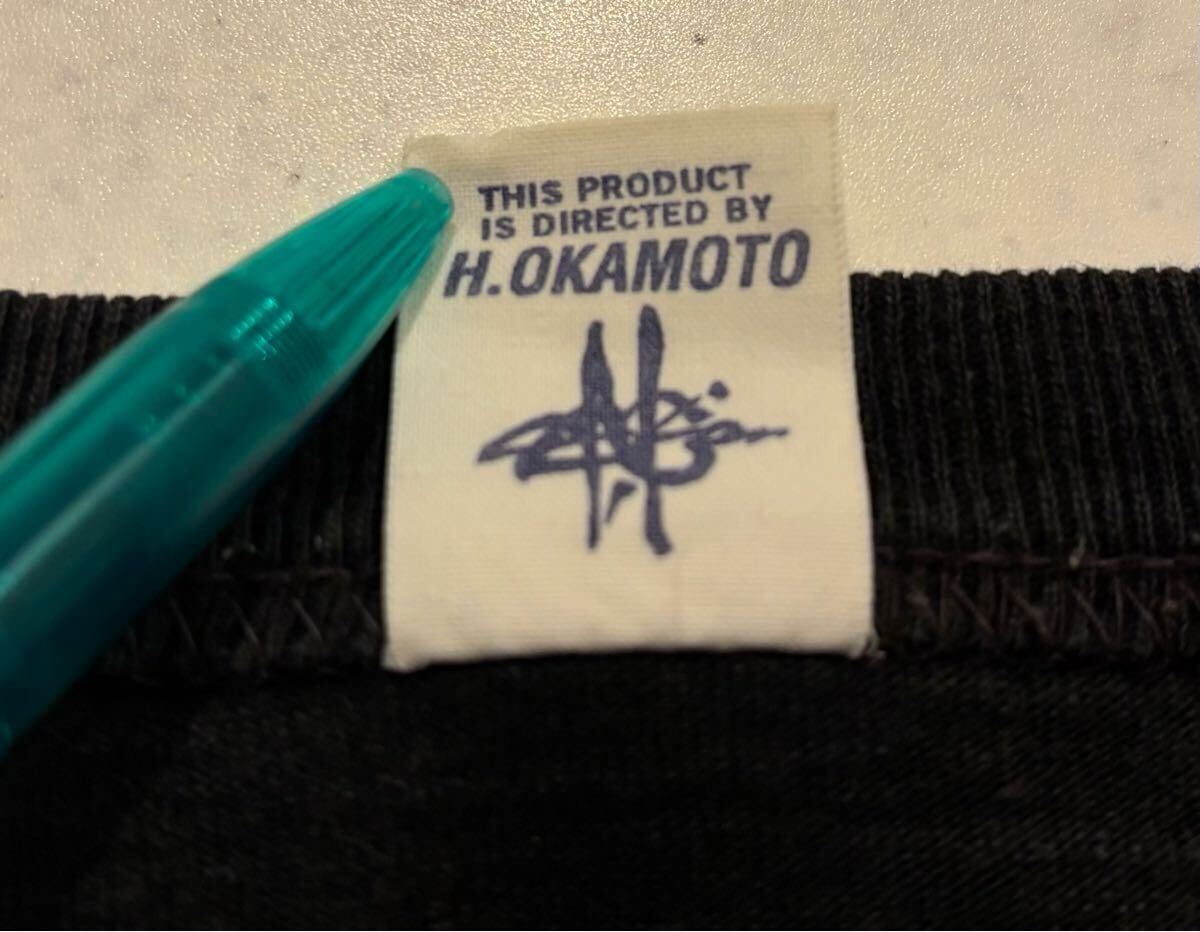 THIS PRODUCT
IS DIRECTED BY
H.OKAMOTO